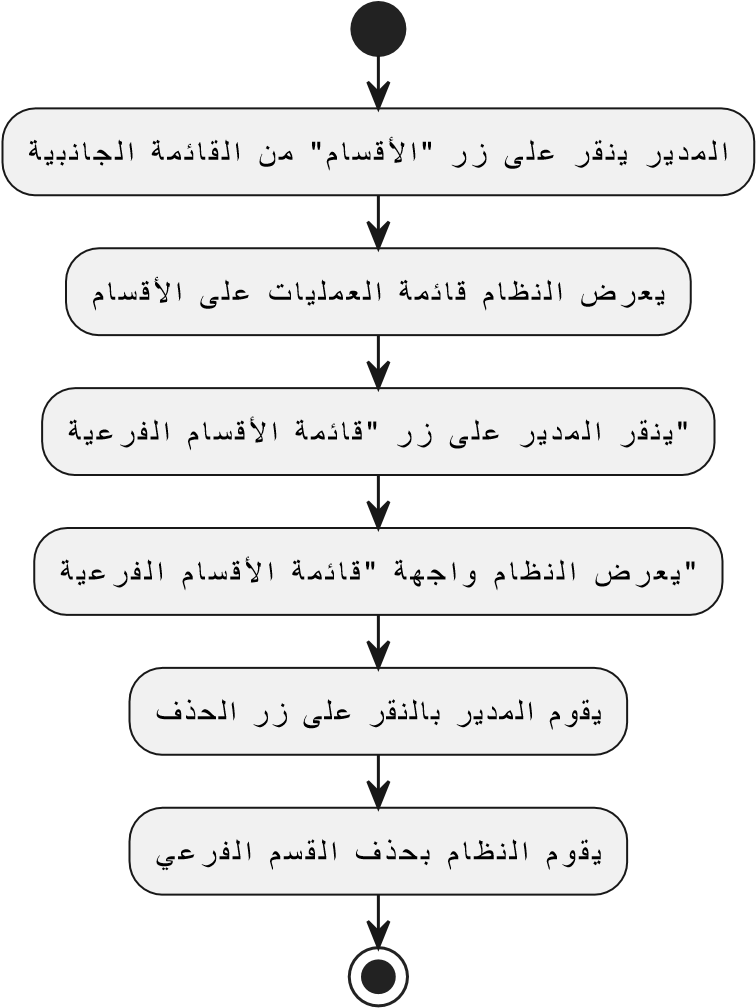 المدير ينقر على زر "الأقسام" من القائمة الجانبية
يعرض النظام قائمة العمليات على الأقسام
ينقر المدير على زر "قائمة الأقسام الفرعية"
يعرض النظام واجهة "قائمة الأقسام الفرعية"
يقوم المدير بالنقر على زر الحذف
يقوم النظام بحذف القسم الفرعي